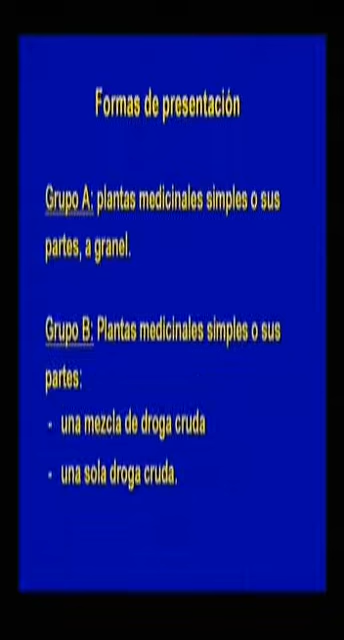 Formas de presentación
Grupo A: plantas medicinales simples o sus
partes, a granel.
Grupo B: Plantas medicinales simples o sus
partes:
- una mezcla de droga cruda
- una sola droga cruda.